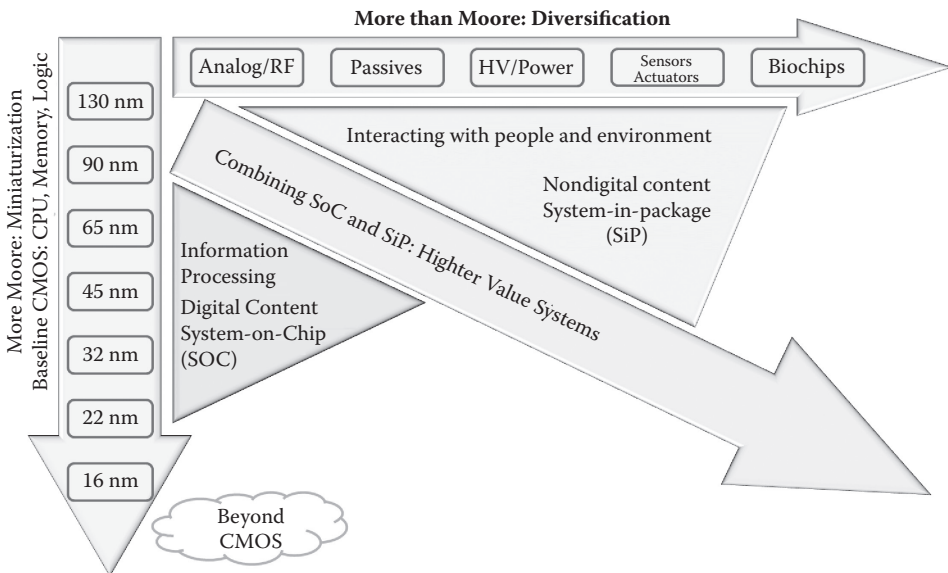 More than Moore: Diversification
Analog/RF
Passives
HV/Power
Sensors
Actuators
Biochips
More Moore: Miniaturization
Baseline CMOS: CPU, Memory, Logic
130 nm
90 nm
65 nm
45 nm
32 nm
22 nm
16 nm
Interacting with people and environment
Nondigital content
System-in-package
(SiP)
Combining SoC and SiP: Highter Value Systems
Information
Processing
Digital Content
System-on-Chip
(SOC)
Beyond
CMOS